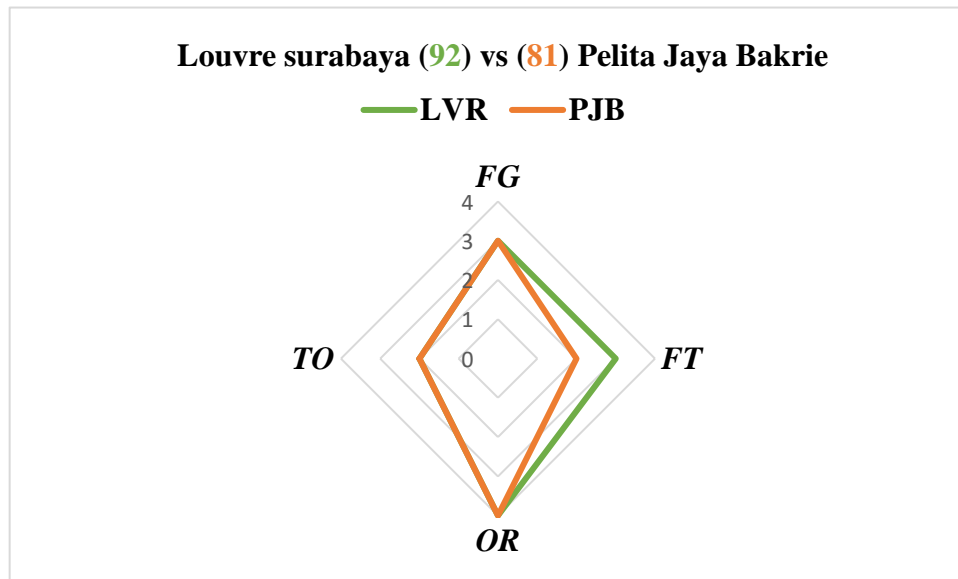 Louvre surabaya (92) vs (81) Pelita Jaya Bakrie
LVR PJB
FG
4
3
2
1
TO 0 FT
OR